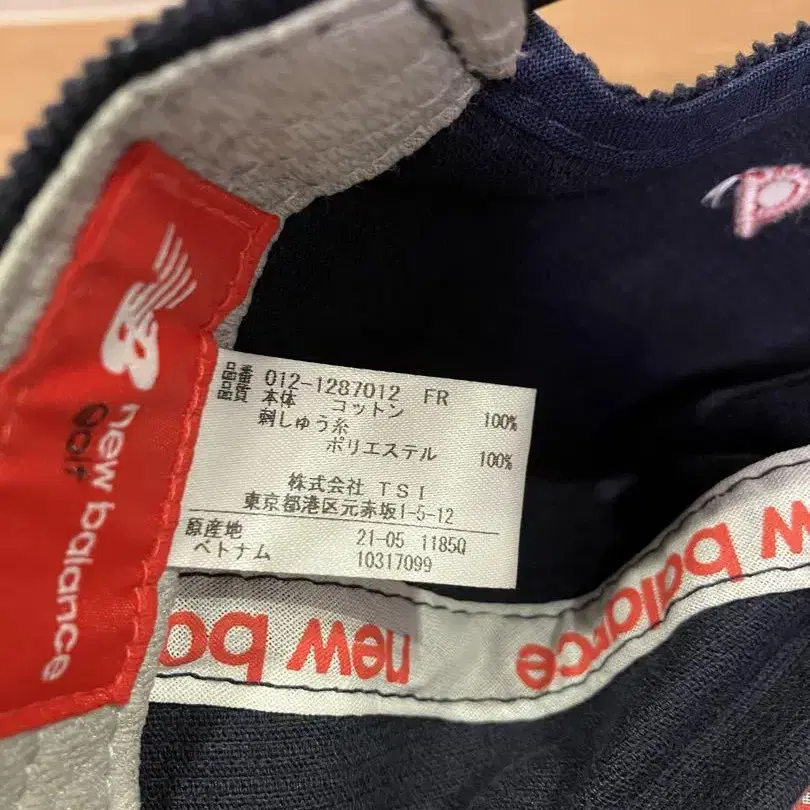 new balance
Golf
品番 012-1287012 FR
品質 本体 コットン 100%
刺しゅう糸
ポリエステル 100%
株式会社 TSI
東京都港区元赤坂1-5-12
原産地 21-05 1185Q
ベトナム 10317099
new ba
new balance
w balance